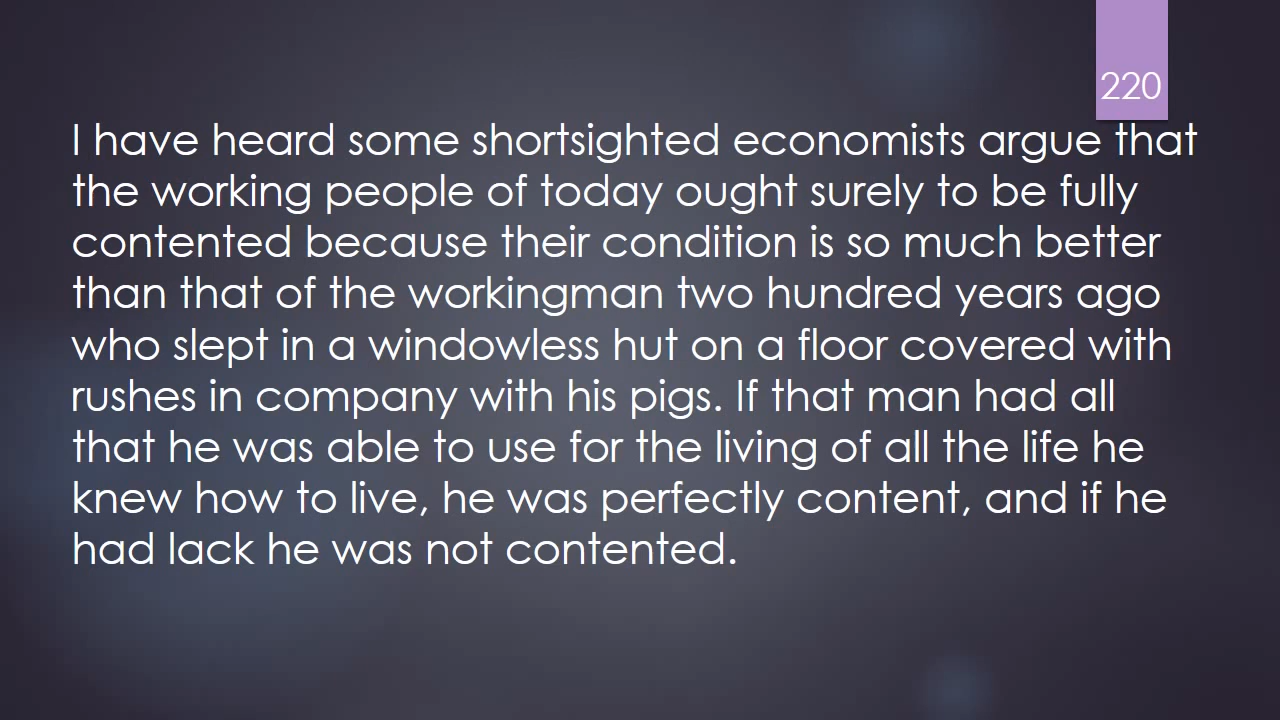 220
I have heard some shortsighted economists argue that
the working people of today ought surely to be fully
contented because their condition is so much better
than that of the workingman two hundred years ago
who slept in a windowless hut on a floor covered with
rushes in company with his pigs. If that man had all
that he was able to use for the living of all the life he
knew how to live, he was perfectly content, and if he
had lack he was not contented.